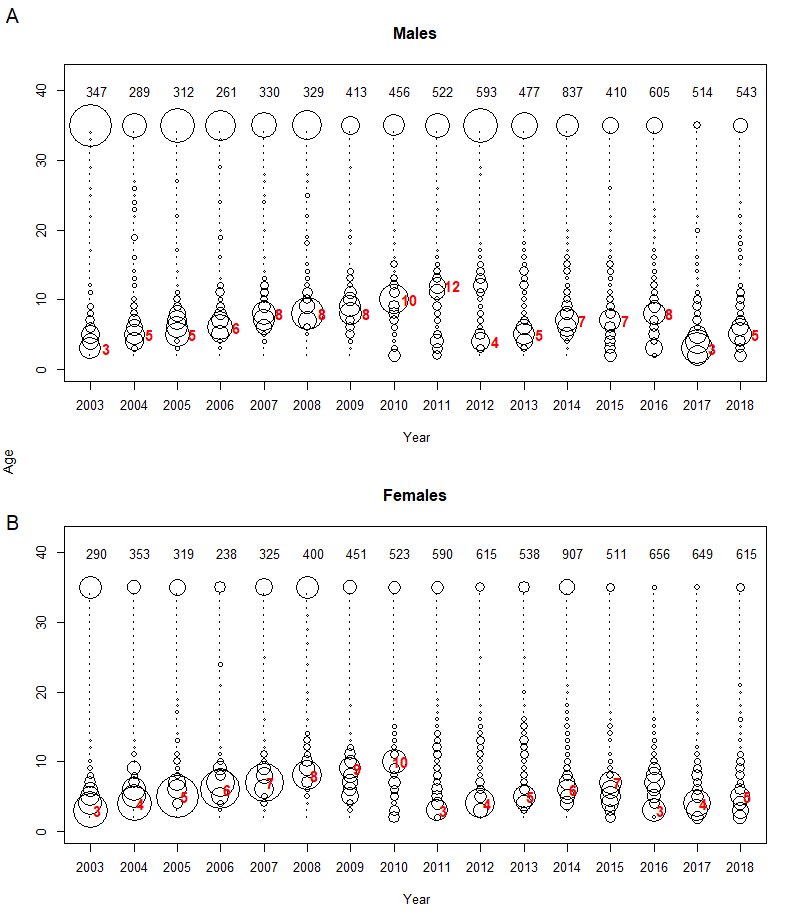 A
Males
347 289 312 261 330 329 413 456 522 593 477 837 410 605 514 543
40
30
20
10
0
3 5 5 6 8 8 8 10 12 4 5 7 7 8 3 5
2003 2004 2005 2006 2007 2008 2009 2010 2011 2012 2013 2014 2015 2016 2017 2018
Year
Age
Females
B
290 353 319 238 325 400 451 523 590 615 538 907 511 656 649 615
40
30
20
10
0
3 4 5 6 7 8 9 10 3 4 5 6 7 3 4 5
2003 2004 2005 2006 2007 2008 2009 2010 2011 2012 2013 2014 2015 2016 2017 2018
Year